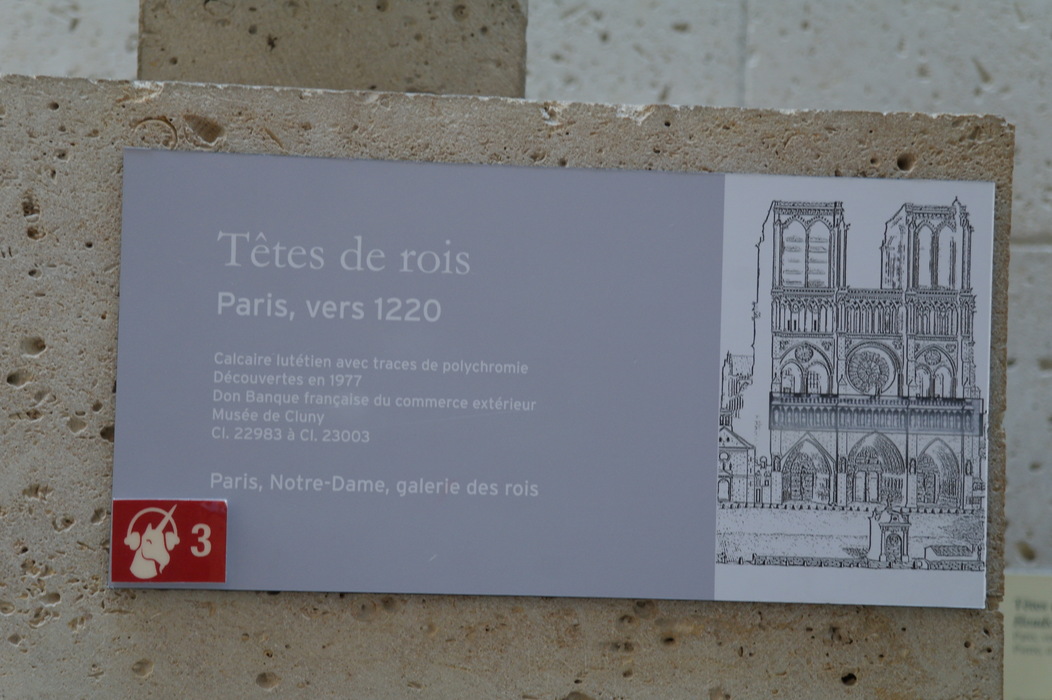 Têtes de rois
Paris, vers 1220
Calcaire lutétien avec traces de polychromie
Découvertes en 1977
Don Banque française du commerce extérieur
Musée de Cluny
Cl. 22983 à Cl. 23003
Paris, Notre-Dame, galerie des rois
3